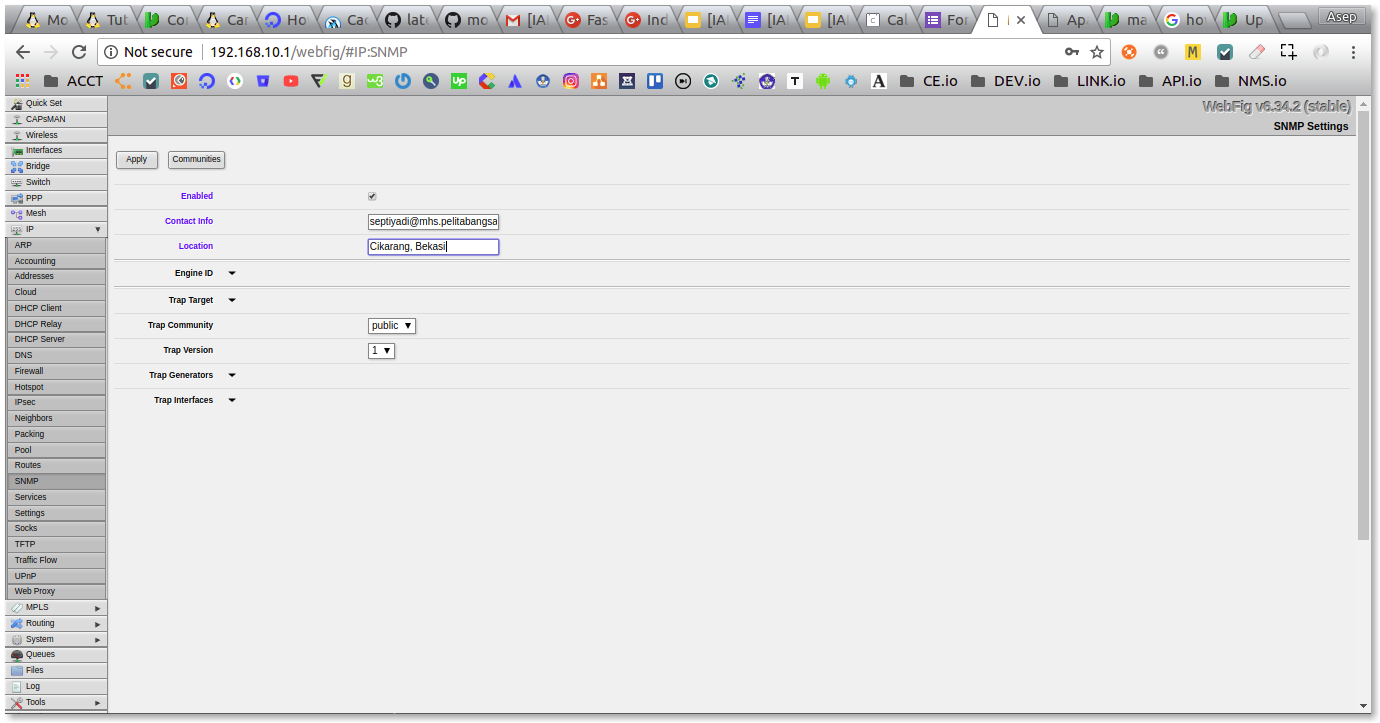 Mo Tut Co Car Ho Cac late mo [IA Fas Ind [IA [IA [IA Cal For Ap ma ho Up Asep
Not secure 192.168.10.1/webfig/#IP:SNMP
ACCT CE.io DEV.io LINK.io API.io NMS.io
WebFig v6.34.2 (stable)
SNMP Settings
Quick Set
CAPsMAN
Wireless
Interfaces
Bridge
Switch
PPP
Mesh
IP
ARP
Accounting
Addresses
Cloud
DHCP Client
DHCP Relay
DHCP Server
DNS
Firewall
Hotspot
IPsec
Neighbors
Packing
Pool
Routes
SNMP
Services
Settings
Socks
TFTP
Traffic Flow
UPnP
Web Proxy
MPLS
Routing
System
Queues
Files
Log
Tools
Apply Communities
Enabled
Contact Info septiyadi@mhs.pelitabangsa
Location Cikarang, Bekasi
Engine ID
Trap Target
Trap Community public
Trap Version 1
Trap Generators
Trap Interfaces